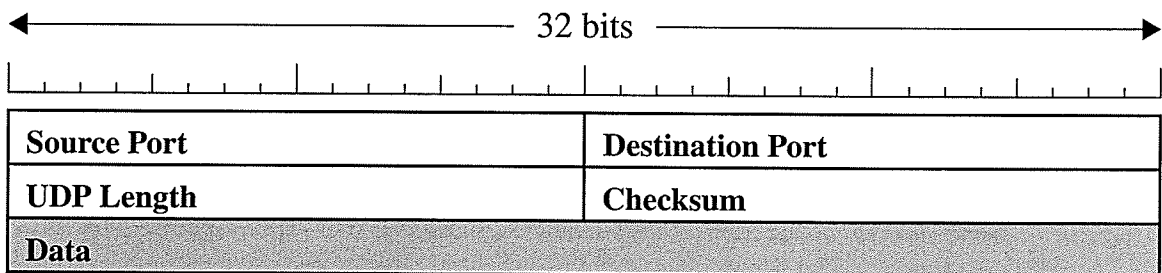 32 bits
Source Port Destination Port
UDP Length Checksum
Data